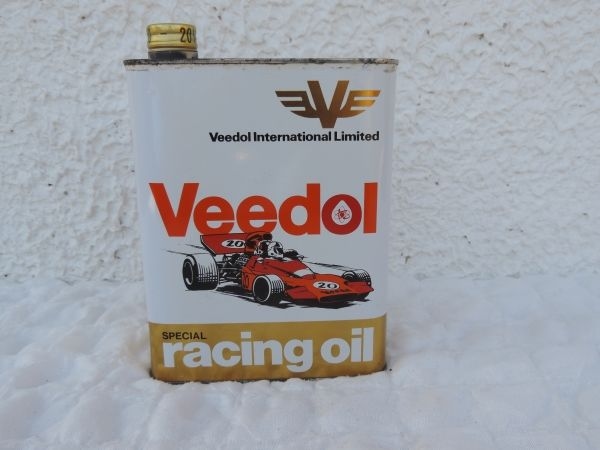 20
Veedol International Limited
Veedol
20
20
SPECIAL
racing oil